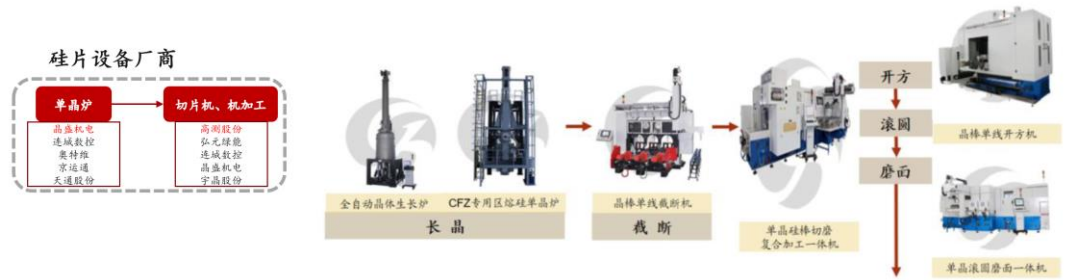 硅片设备厂商
单晶炉
切片机、机加工
晶盛机电
连城数控
奥特维
京运通
天通股份
高测股份
弘元绿能
连城数控
晶盛机电
宇晶股份
全自动晶体生长炉
CFZ专用区熔硅单晶炉
长晶
晶棒单线截断机
截断
单晶硅棒切磨
复合加工一体机
开方
滚圆
磨面
晶棒单线开方机
单晶滚圆磨面一体机